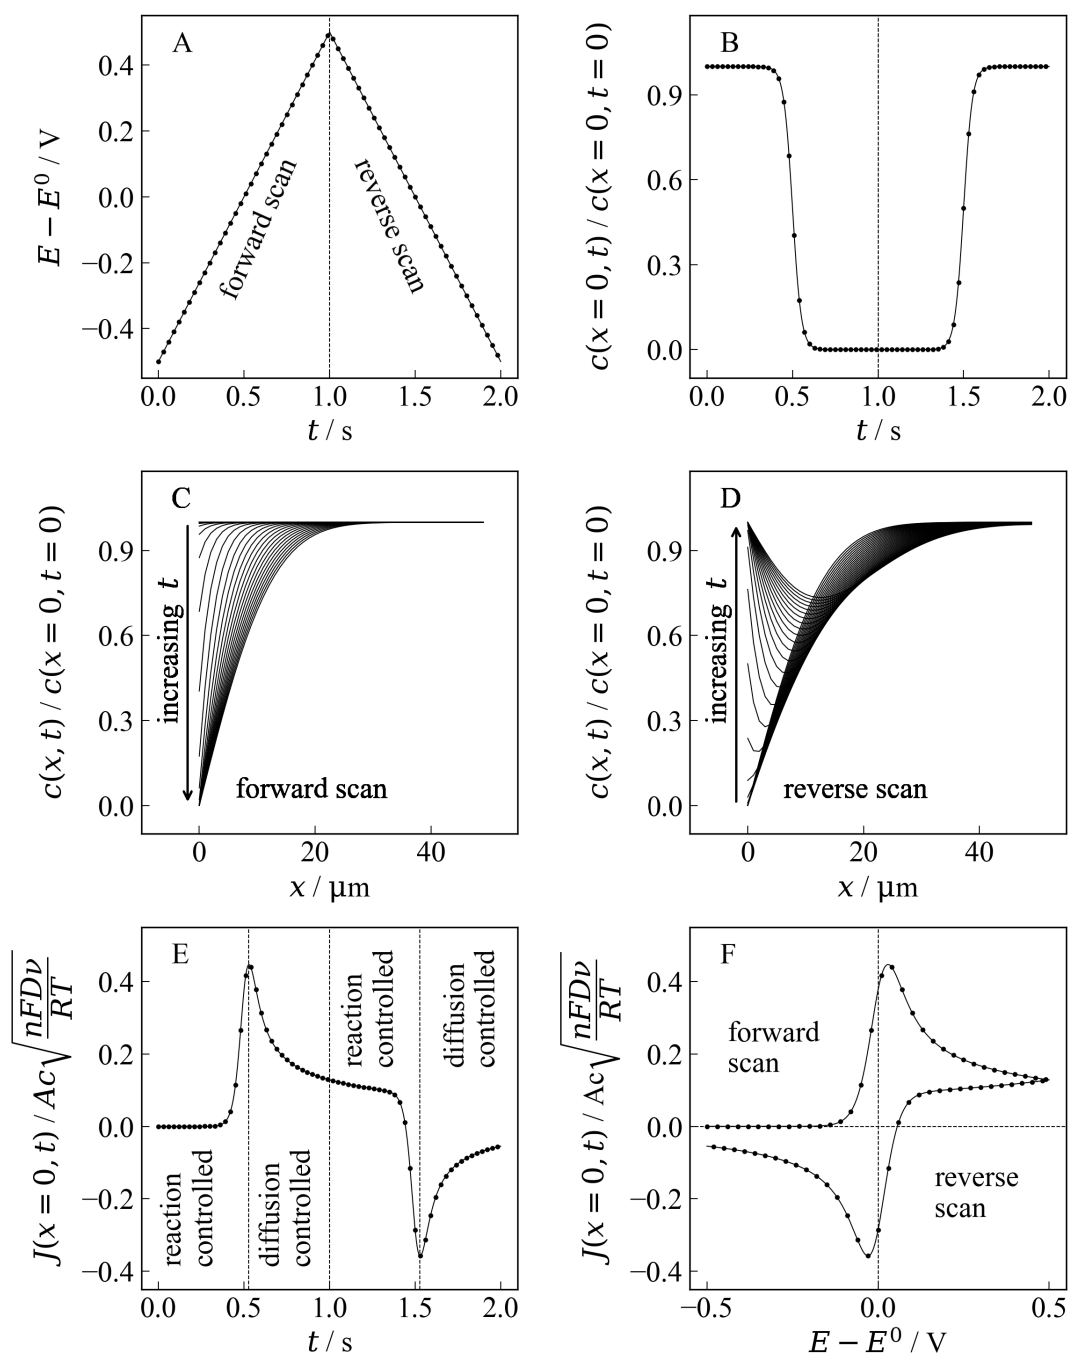 A
E − E⁰ / V
0.4
0.2
0.0
−0.2
−0.4
forward scan
reverse scan
0.0 0.5 1.0 1.5 2.0
t / s
B
c(x = 0, t) / c(x = 0, t = 0)
0.9
0.6
0.3
0.0
0.0 0.5 1.0 1.5 2.0
t / s
C
c(x, t) / c(x = 0, t = 0)
0.9
0.6
0.3
0.0
increasing t
forward scan
0 20 40
x / μm
D
c(x, t) / c(x = 0, t = 0)
0.9
0.6
0.3
0.0
increasing t
reverse scan
0 20 40
x / μm
E
J(x = 0, t) / Ac√(nFDν/RT)
0.4
0.2
0.0
−0.2
−0.4
reaction
controlled
diffusion
controlled
reaction
controlled
diffusion
controlled
0.0 0.5 1.0 1.5 2.0
t / s
F
J(x = 0, t) / Ac√(nFDν/RT)
0.4
0.2
0.0
−0.2
−0.4
forward
scan
reverse
scan
−0.5 0.0 0.5
E − E⁰ / V